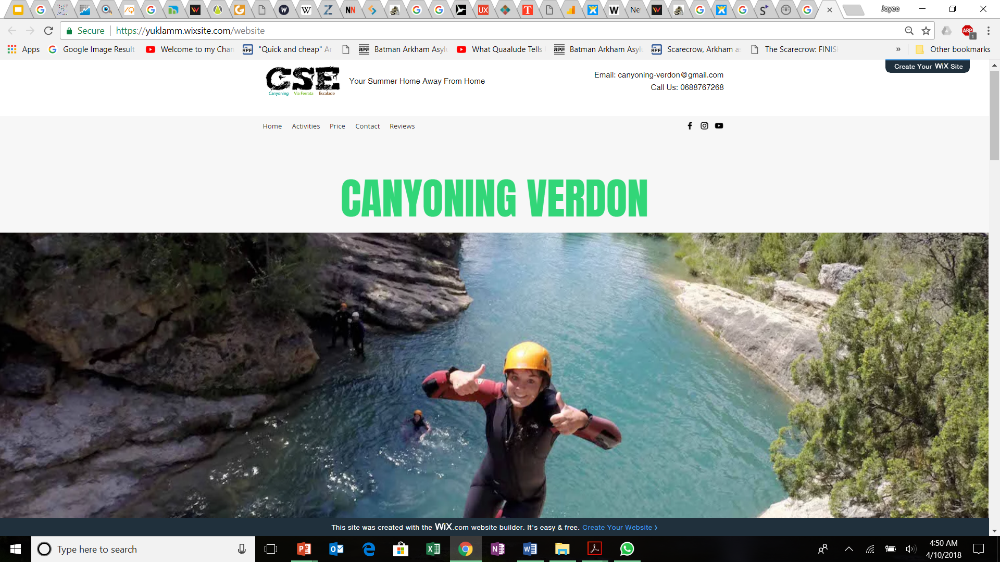 Ne
Joyee
Secure
https://yuklamm.wixsite.com/website
Apps
Google Image Result
Welcome to my Chan
"Quick and cheap" Ar
Batman Arkham Asyl
What Quaalude Tells
Batman Arkham Asyl
Scarecrow, Arkham as
The Scarecrow: FINIS
»
Other bookmarks
CSE
Canyoning Via Ferrata Escalade
Your Summer Home Away From Home
Email: canyoning-verdon@gmail.com
Call Us: 0688767268
Create Your WiX Site
Home Activities Price Contact Reviews
CANYONING VERDON
This site was created with the WiX.com website builder. It's easy & free. Create Your Website >
Type here to search
4:50 AM
4/10/2018